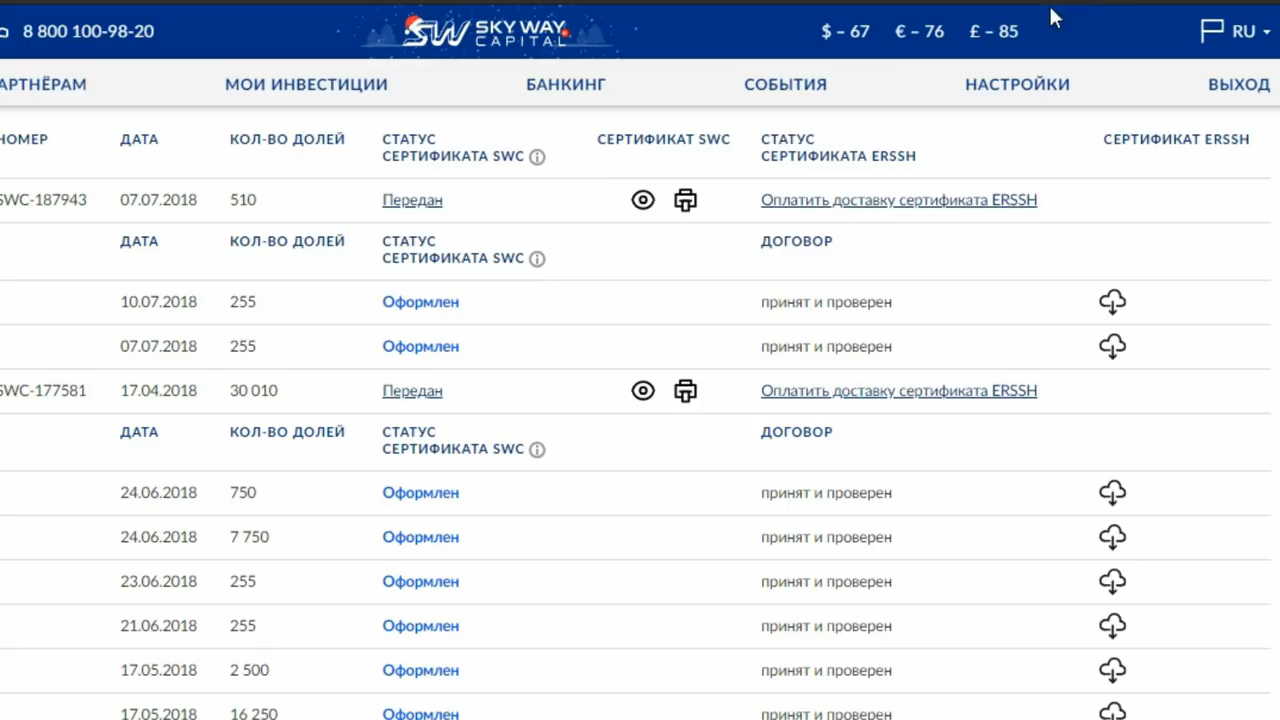 8 800 100-98-20
SW SKY WAY CAPITAL
$ – 67 € – 76 £ – 85
RU
АРТНЁРАМ МОИ ИНВЕСТИЦИИ БАНКИНГ СОБЫТИЯ НАСТРОЙКИ ВЫХОД
НОМЕР ДАТА КОЛ-ВО ДОЛЕЙ СТАТУС СЕРТИФИКАТА SWC СЕРТИФИКАТ SWC СТАТУС СЕРТИФИКАТА ERSSH СЕРТИФИКАТ ERSSH
SWC-187943 07.07.2018 510 Передан Оплатить доставку сертификата ERSSH
ДАТА КОЛ-ВО ДОЛЕЙ СТАТУС СЕРТИФИКАТА SWC ДОГОВОР
10.07.2018 255 Оформлен принят и проверен
07.07.2018 255 Оформлен принят и проверен
SWC-177581 17.04.2018 30 010 Передан Оплатить доставку сертификата ERSSH
ДАТА КОЛ-ВО ДОЛЕЙ СТАТУС СЕРТИФИКАТА SWC ДОГОВОР
24.06.2018 750 Оформлен принят и проверен
24.06.2018 7 750 Оформлен принят и проверен
23.06.2018 255 Оформлен принят и проверен
21.06.2018 255 Оформлен принят и проверен
17.05.2018 2 500 Оформлен принят и проверен
17.05.2018 16 250 Оформлен принят и проверен